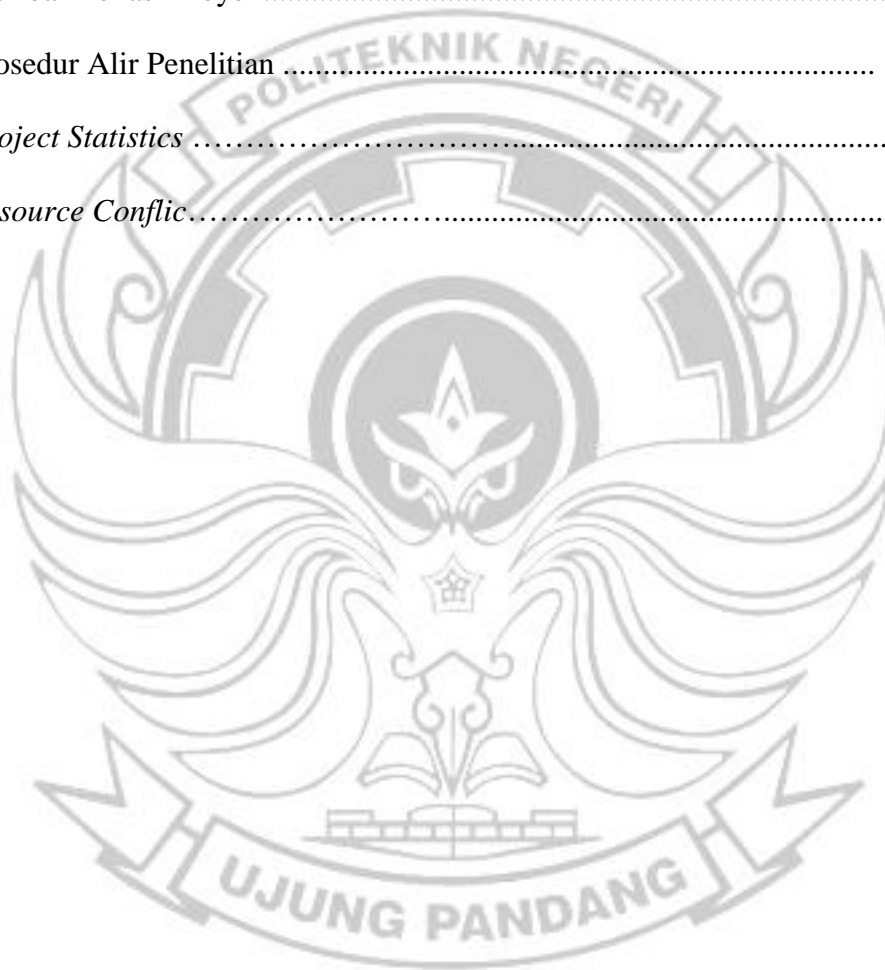 osedur Alir Penelitian ......................................................................
oject Statistics ………………………….................................................
source Conflic……………………...........................................................
POLITEKNIK NEGERI
UJUNG PANDANG